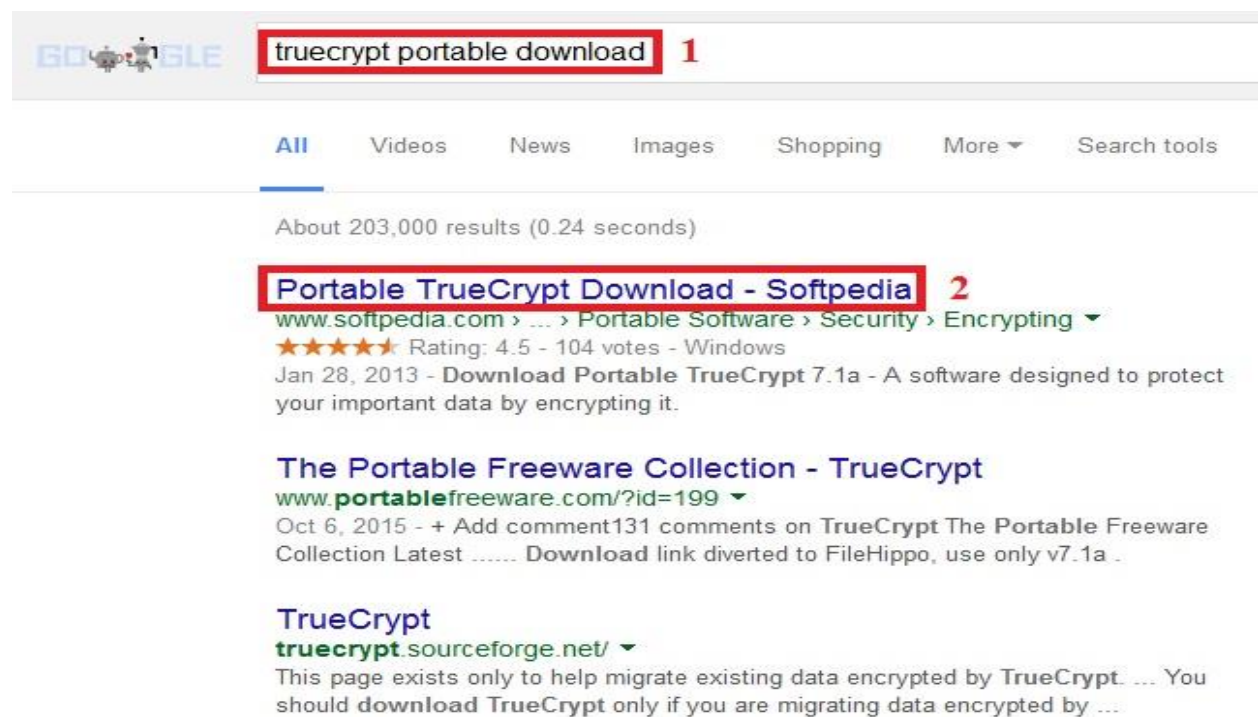 GOOGLE
truecrypt portable download 1
All Videos News Images Shopping More Search tools
About 203,000 results (0.24 seconds)
Portable TrueCrypt Download - Softpedia 2
www.softpedia.com › ... › Portable Software › Security › Encrypting
Rating: 4.5 - 104 votes - Windows
Jan 28, 2013 - Download Portable TrueCrypt 7.1a - A software designed to protect
your important data by encrypting it.
The Portable Freeware Collection - TrueCrypt
www.portablefreeware.com/?id=199
Oct 6, 2015 - + Add comment131 comments on TrueCrypt The Portable Freeware
Collection Latest ...... Download link diverted to FileHippo, use only v7.1a .
TrueCrypt
truecrypt.sourceforge.net/
This page exists only to help migrate existing data encrypted by TrueCrypt. ... You
should download TrueCrypt only if you are migrating data encrypted by ...